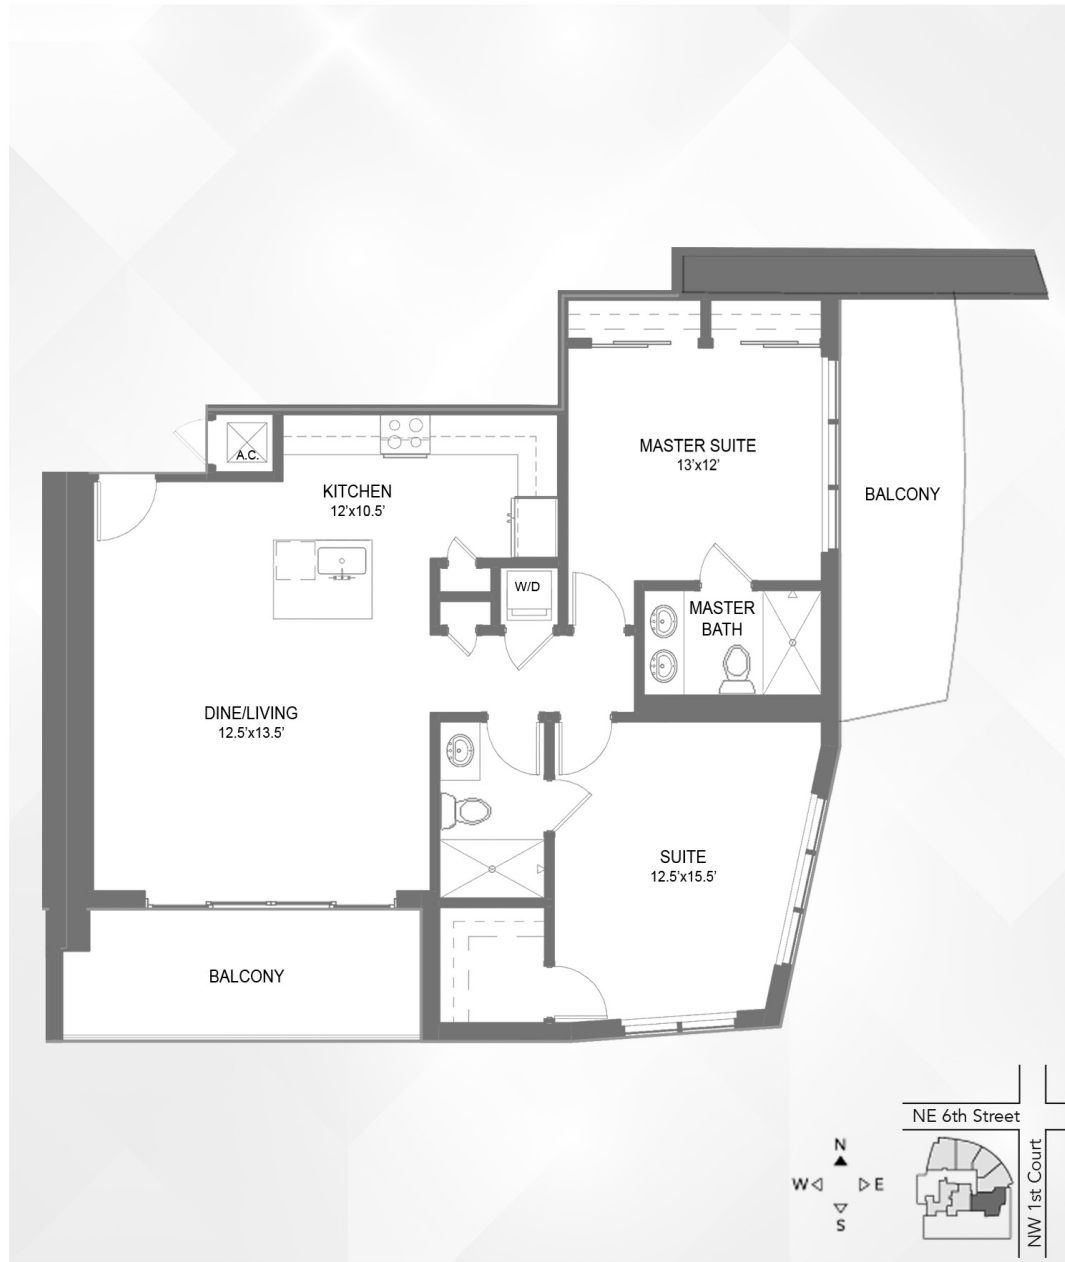 MASTER SUITE
13'x12'
A.C.
KITCHEN
12'x10.5'
BALCONY
W/D
MASTER
BATH
DINE/LIVING
12.5'x13.5'
SUITE
12.5'x15.5'
BALCONY
NE 6th Street
NW 1st Court
N
W
E
S